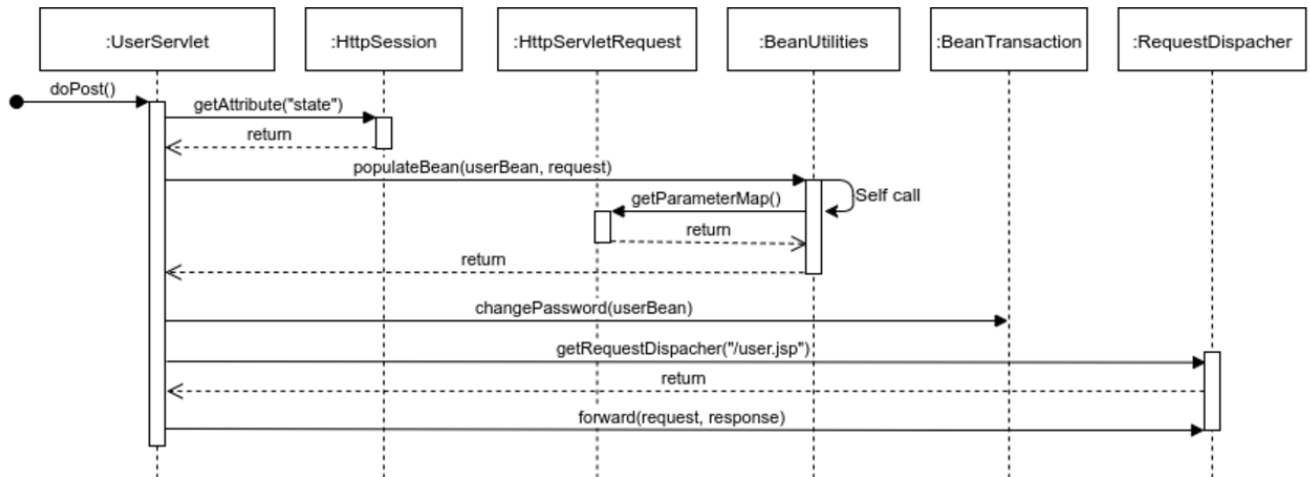 :UserServlet
:HttpSession
:HttpServletRequest
:BeanUtilities
:BeanTransaction
:RequestDispacher
doPost()
getAttribute("state")
return
populateBean(userBean, request)
Self call
getParameterMap()
return
return
changePassword(userBean)
getRequestDispacher("/user.jsp")
return
forward(request, response)